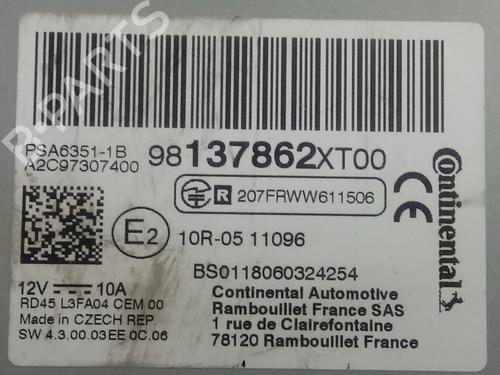 PSA6351-1B
A2C97307400
98137862XT00
R 207FRWW611506
CE
E2
10R-05 11096
BS0118060324254
12V 10A
RD45 L3FA04 CEM 00
Made in CZECH REP
SW 4.3.00.03EE 0C.06
Continental Automotive
Rambouillet France SAS
1 rue de Clairefontaine
78120 Rambouillet France
Continental
B-PARTS